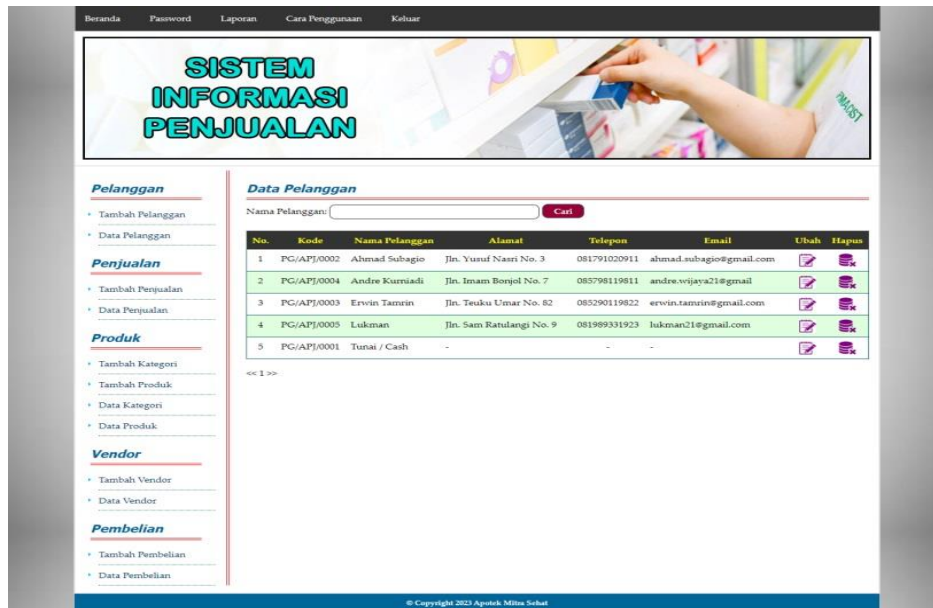 Beranda Password Laporan Cara Penggunaan Keluar
SISTEM
INFORMASI
PENJUALAN
Pelanggan
Tambah Pelanggan
Data Pelanggan
Penjualan
Tambah Penjualan
Data Penjualan
Produk
Tambah Kategori
Tambah Produk
Data Kategori
Data Produk
Vendor
Tambah Vendor
Data Vendor
Pembelian
Tambah Pembelian
Data Pembelian
Data Pelanggan
Nama Pelanggan: Cari
No. Kode Nama Pelanggan Alamat Telepon Email Ubah Hapus
1 PG/APJ/0002 Ahmad Subagio Jln. Yusuf Nasri No. 3 081791020911 ahmad.subagio@gmail.com
2 PG/APJ/0004 Andre Kurniadi Jln. Imam Bonjol No. 7 085798119811 andre.wijaya21@gmail
3 PG/APJ/0003 Erwin Tamrin Jln. Teuku Umar No. 82 085290119822 erwin.tamrin@gmail.com
4 PG/APJ/0005 Lukman Jln. Sam Ratulangi No. 9 081989331923 lukman21@gmail.com
5 PG/APJ/0001 Tunai / Cash - - -
<< 1 >>
© Copyright 2023 Apotek Mitra Sehat